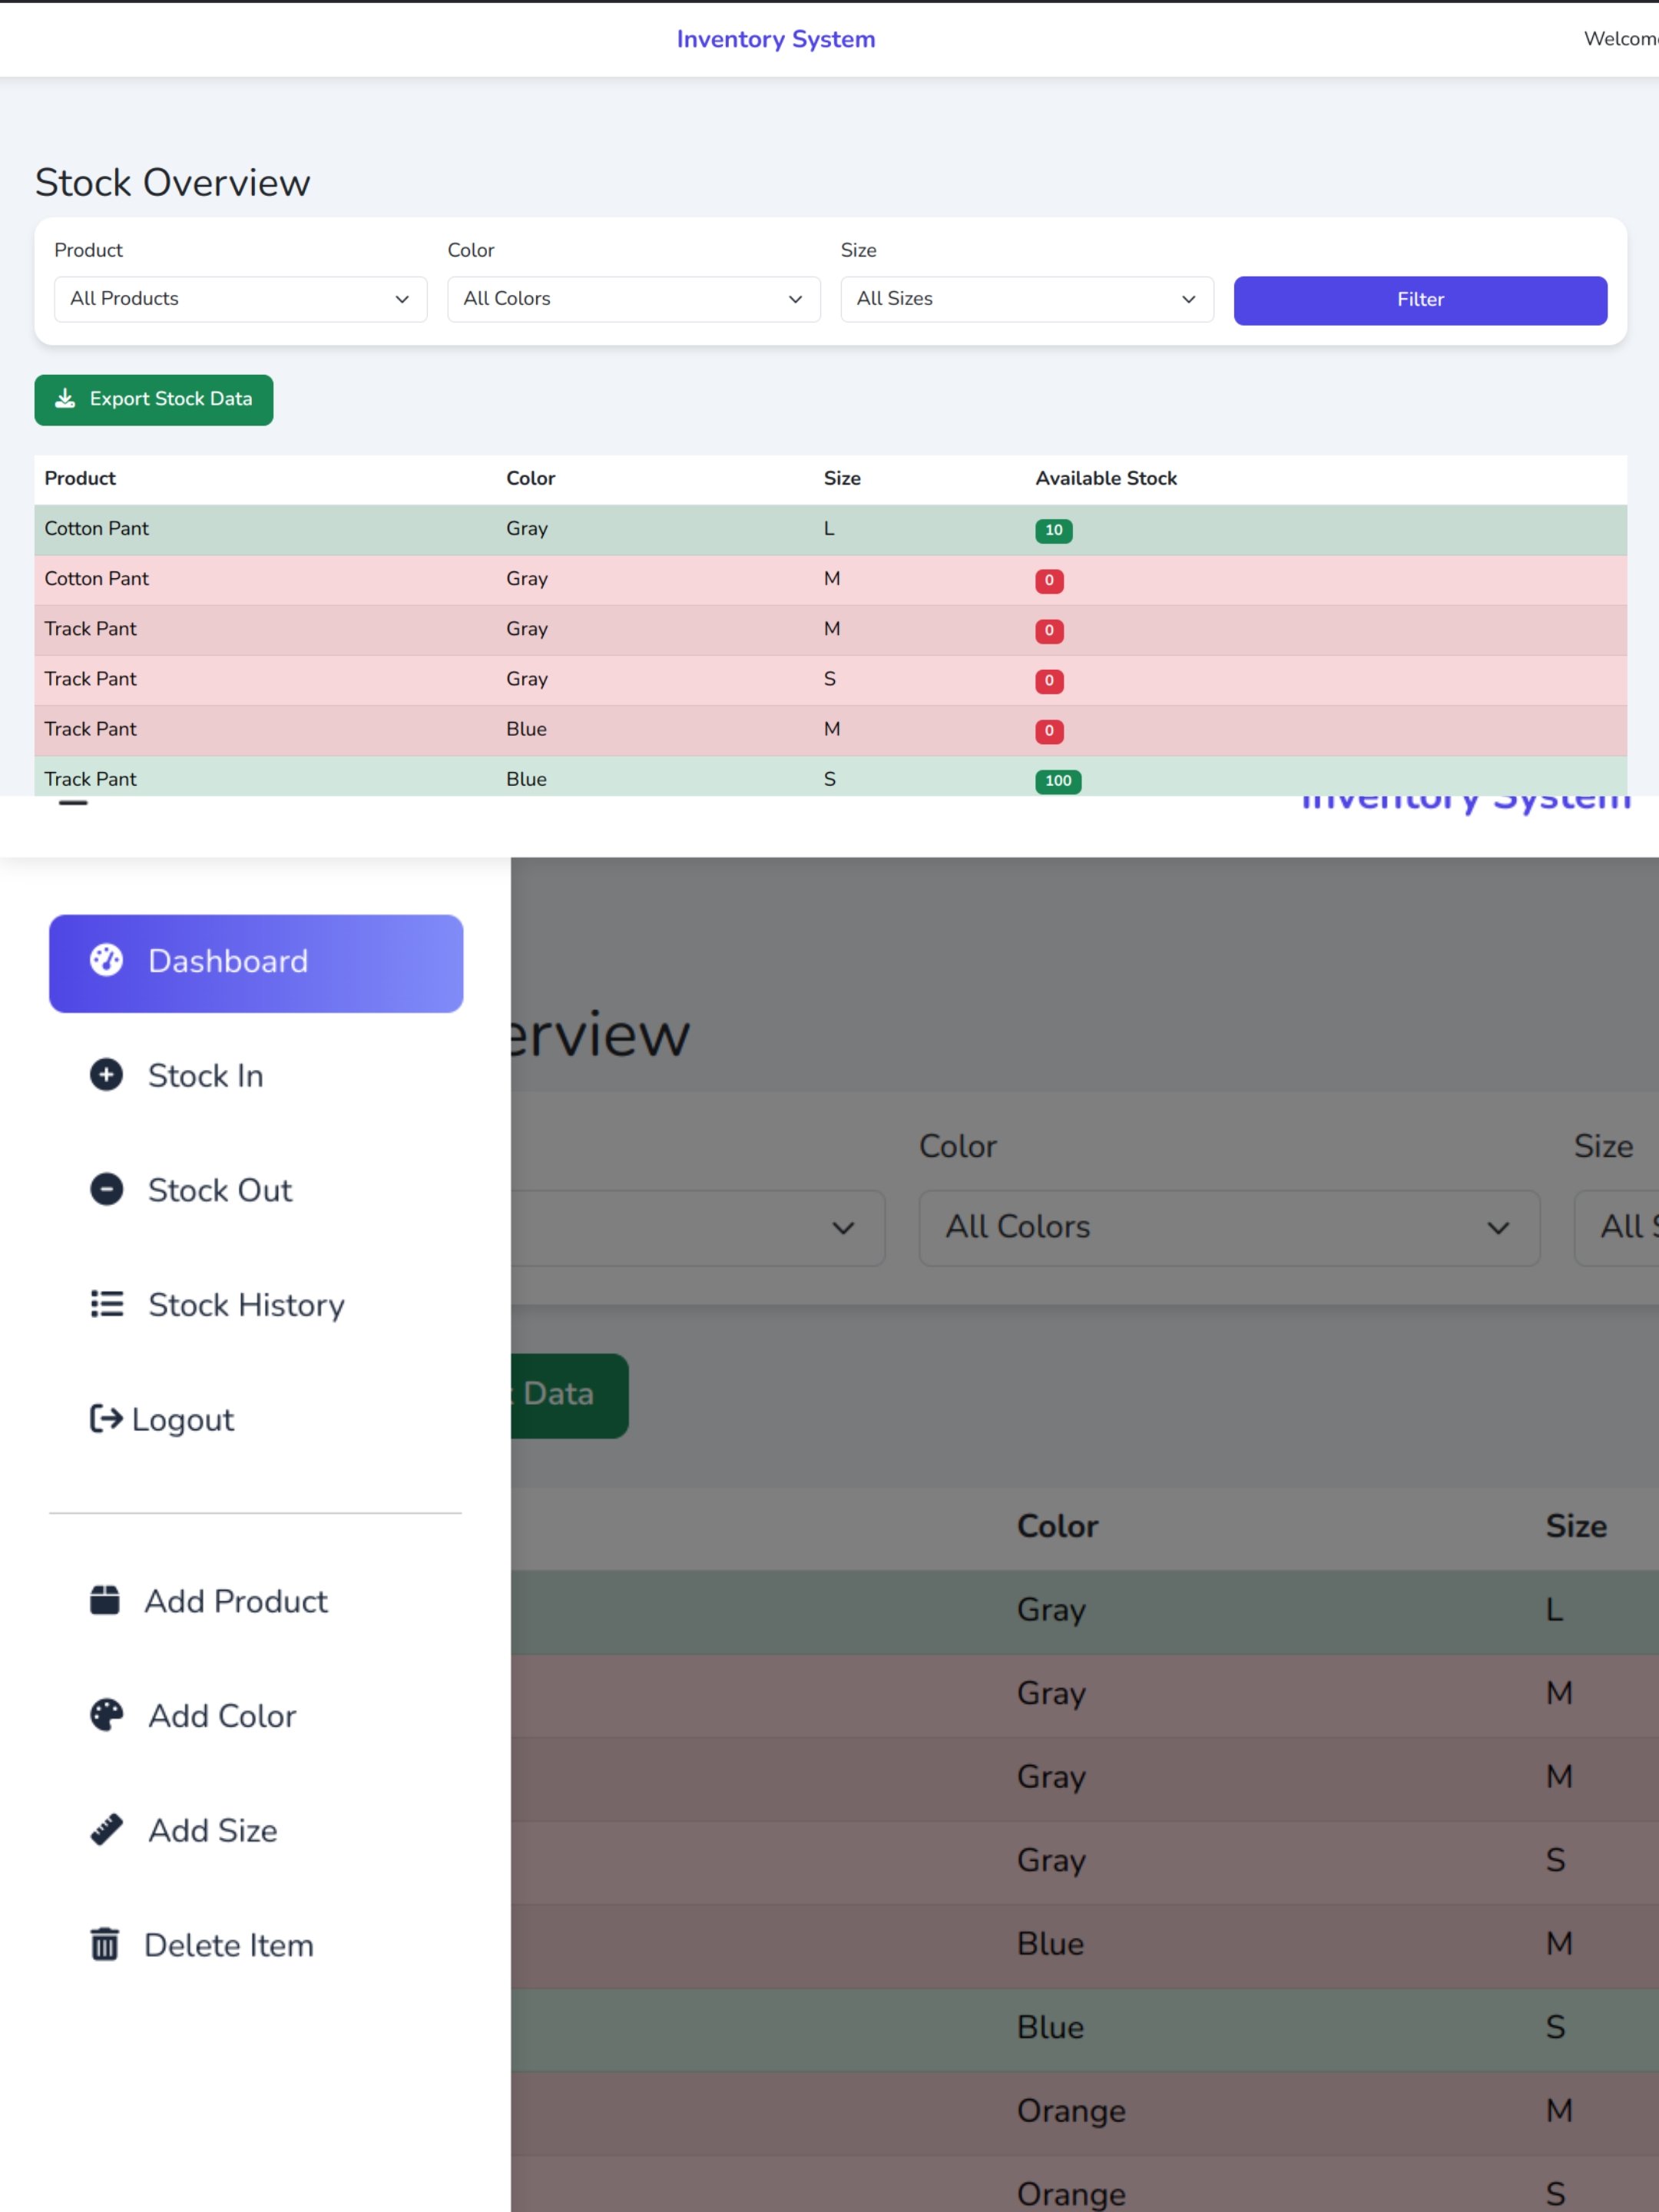 Inventory System
Welcome
Stock Overview
Product Color Size
All Products All Colors All Sizes Filter
Export Stock Data
Product Color Size Available Stock
Cotton Pant Gray L 10
Cotton Pant Gray M 0
Track Pant Gray M 0
Track Pant Gray S 0
Track Pant Blue M 0
Track Pant Blue S 100
Inventory System
Dashboard
Stock In
Stock Out
Stock History
Logout
Add Product
Add Color
Add Size
Delete Item
erview
Color Size
All Colors All S
Data
Color Size
Gray L
Gray M
Gray M
Gray S
Blue M
Blue S
Orange M
Orange S